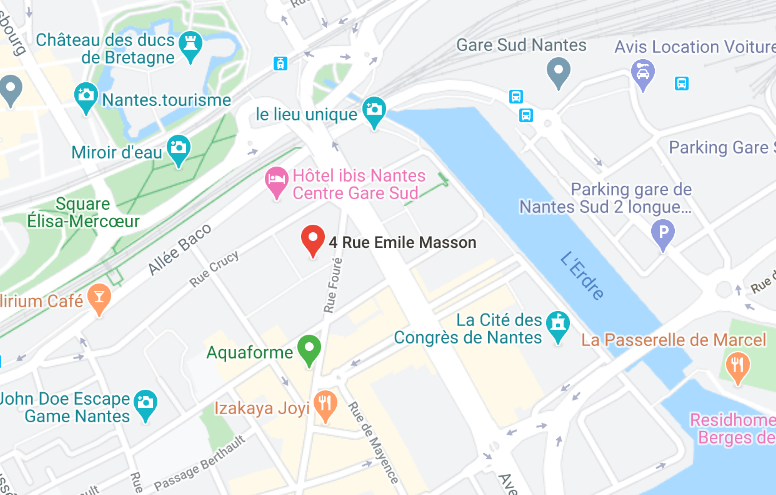 sbourg
Château des ducs
de Bretagne
Gare Sud Nantes
Avis Location Voiture
Nantes.tourisme
le lieu unique
Miroir d'eau
Parking Gare S
Hôtel ibis Nantes
Centre Gare Sud
Parking gare de
Nantes Sud 2 longue...
P
Square
Élisa-Mercœur
Allée Baco
4 Rue Emile Masson
Rue Crucy
Rue Fouré
L'Erdre
Rue de
lirium Café
La Cité des
Congrès de Nantes
Aquaforme
La Passerelle de Marcel
John Doe Escape
Game Nantes
Izakaya Joyi
Rue de Mayence
Residhome
Berges de
Passage Berthault
Rue
Ave